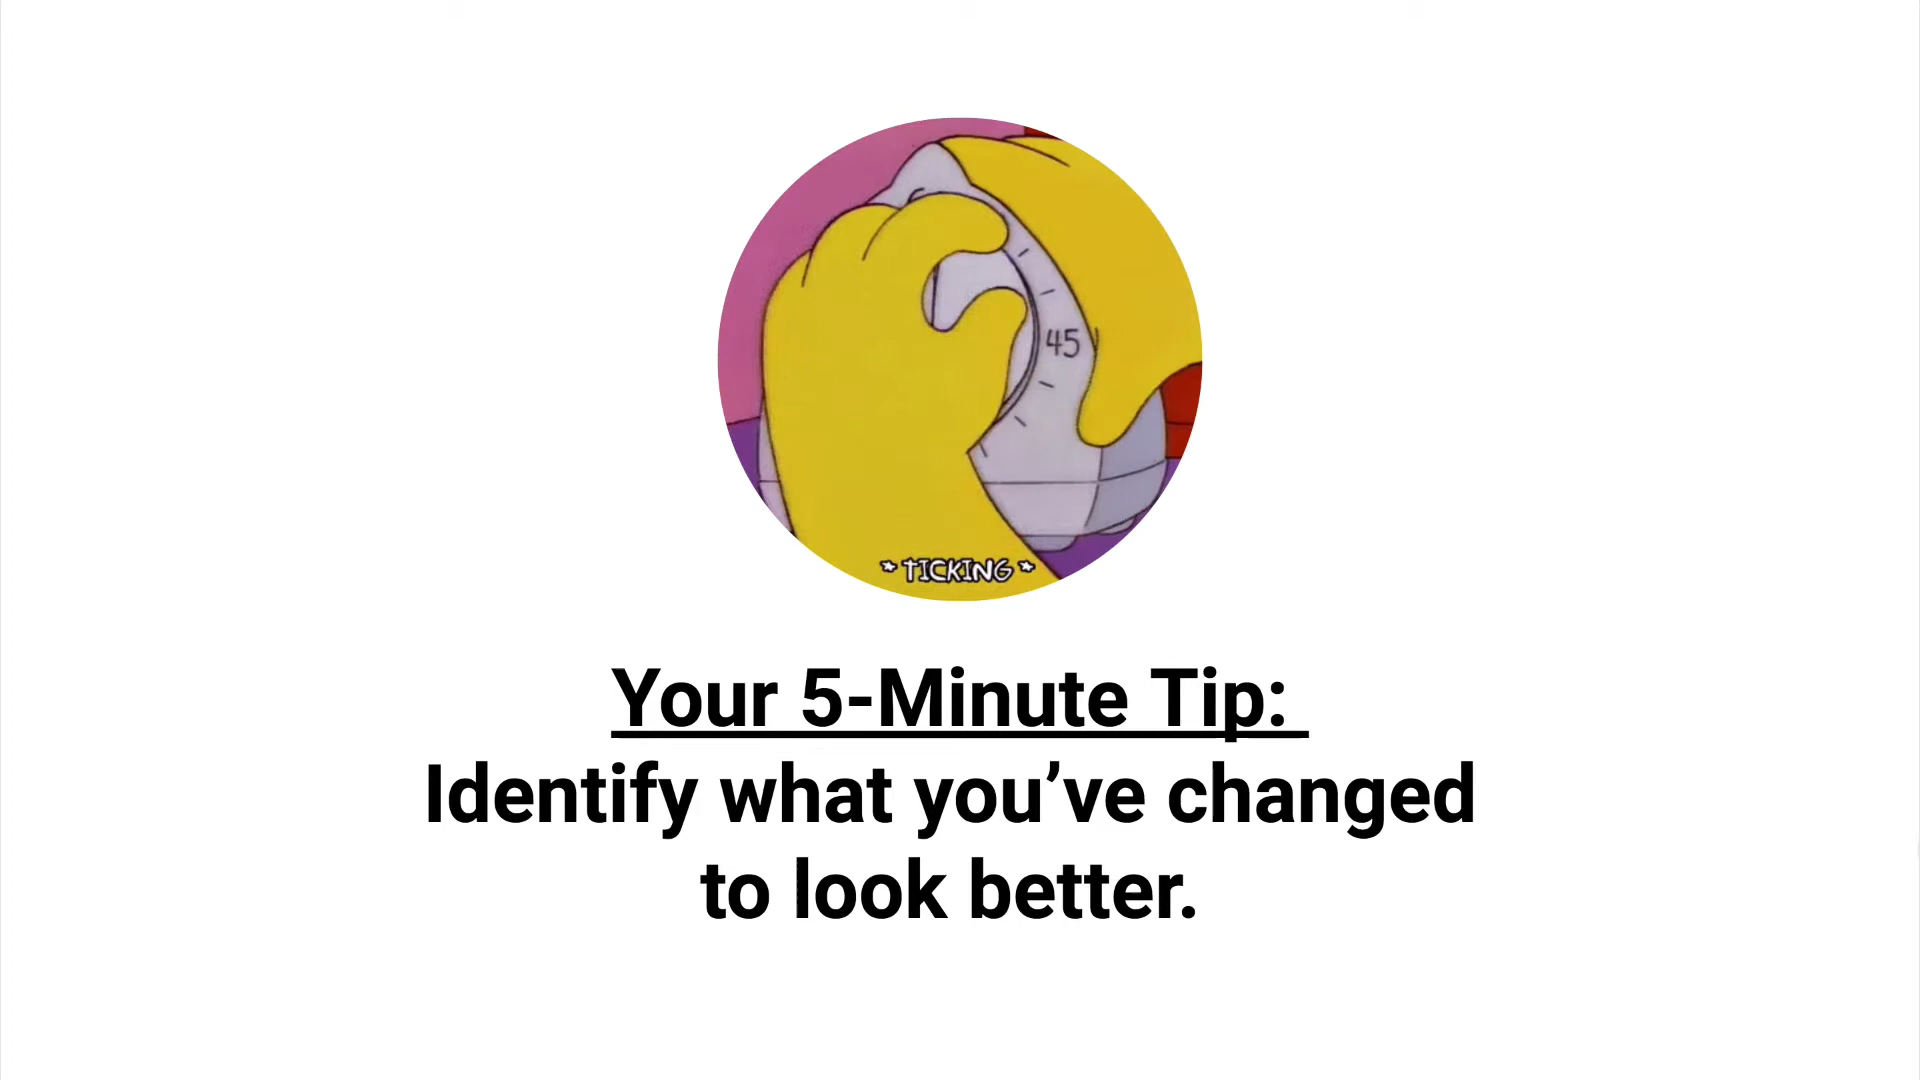 45
* TICKING *
Your 5-Minute Tip:
Identify what you’ve changed
to look better.